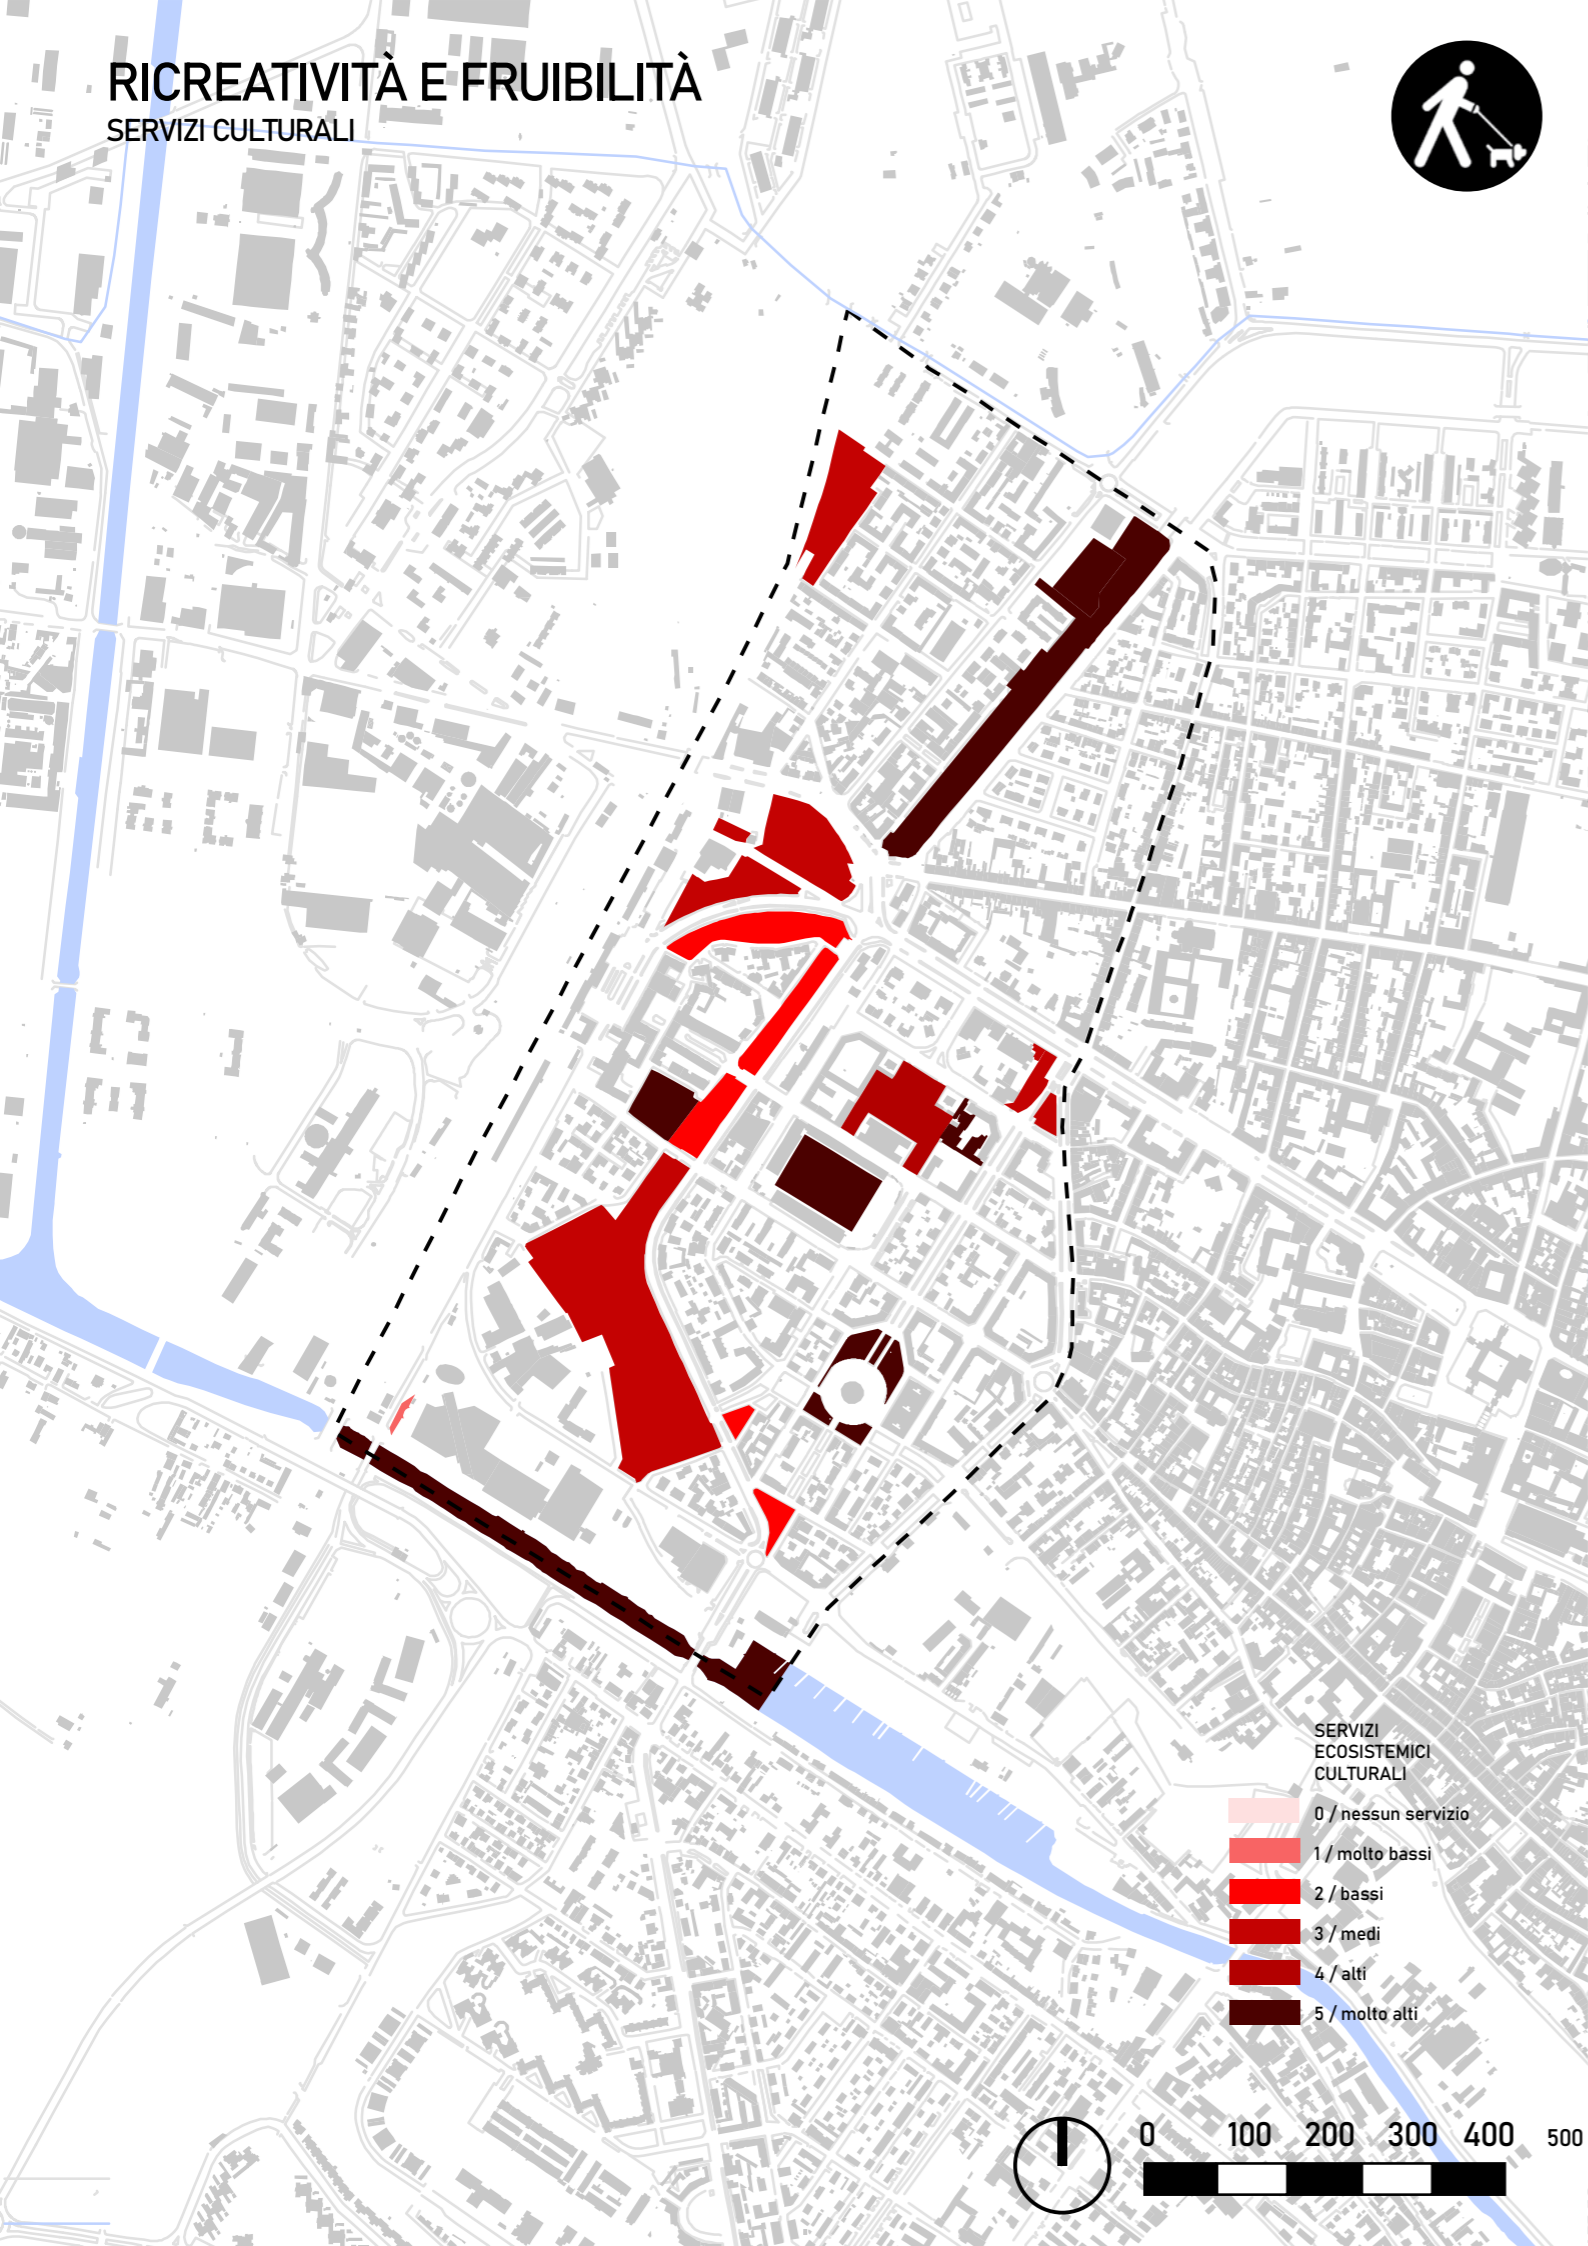 RICREATIVITÀ E FRUIBILITÀ
SERVIZI CULTURALI
SERVIZI
ECOSISTEMICI
CULTURALI
0 / nessun servizio
1 / molto bassi
2 / bassi
3 / medi
4 / alti
5 / molto alti
0 100 200 300 400 500